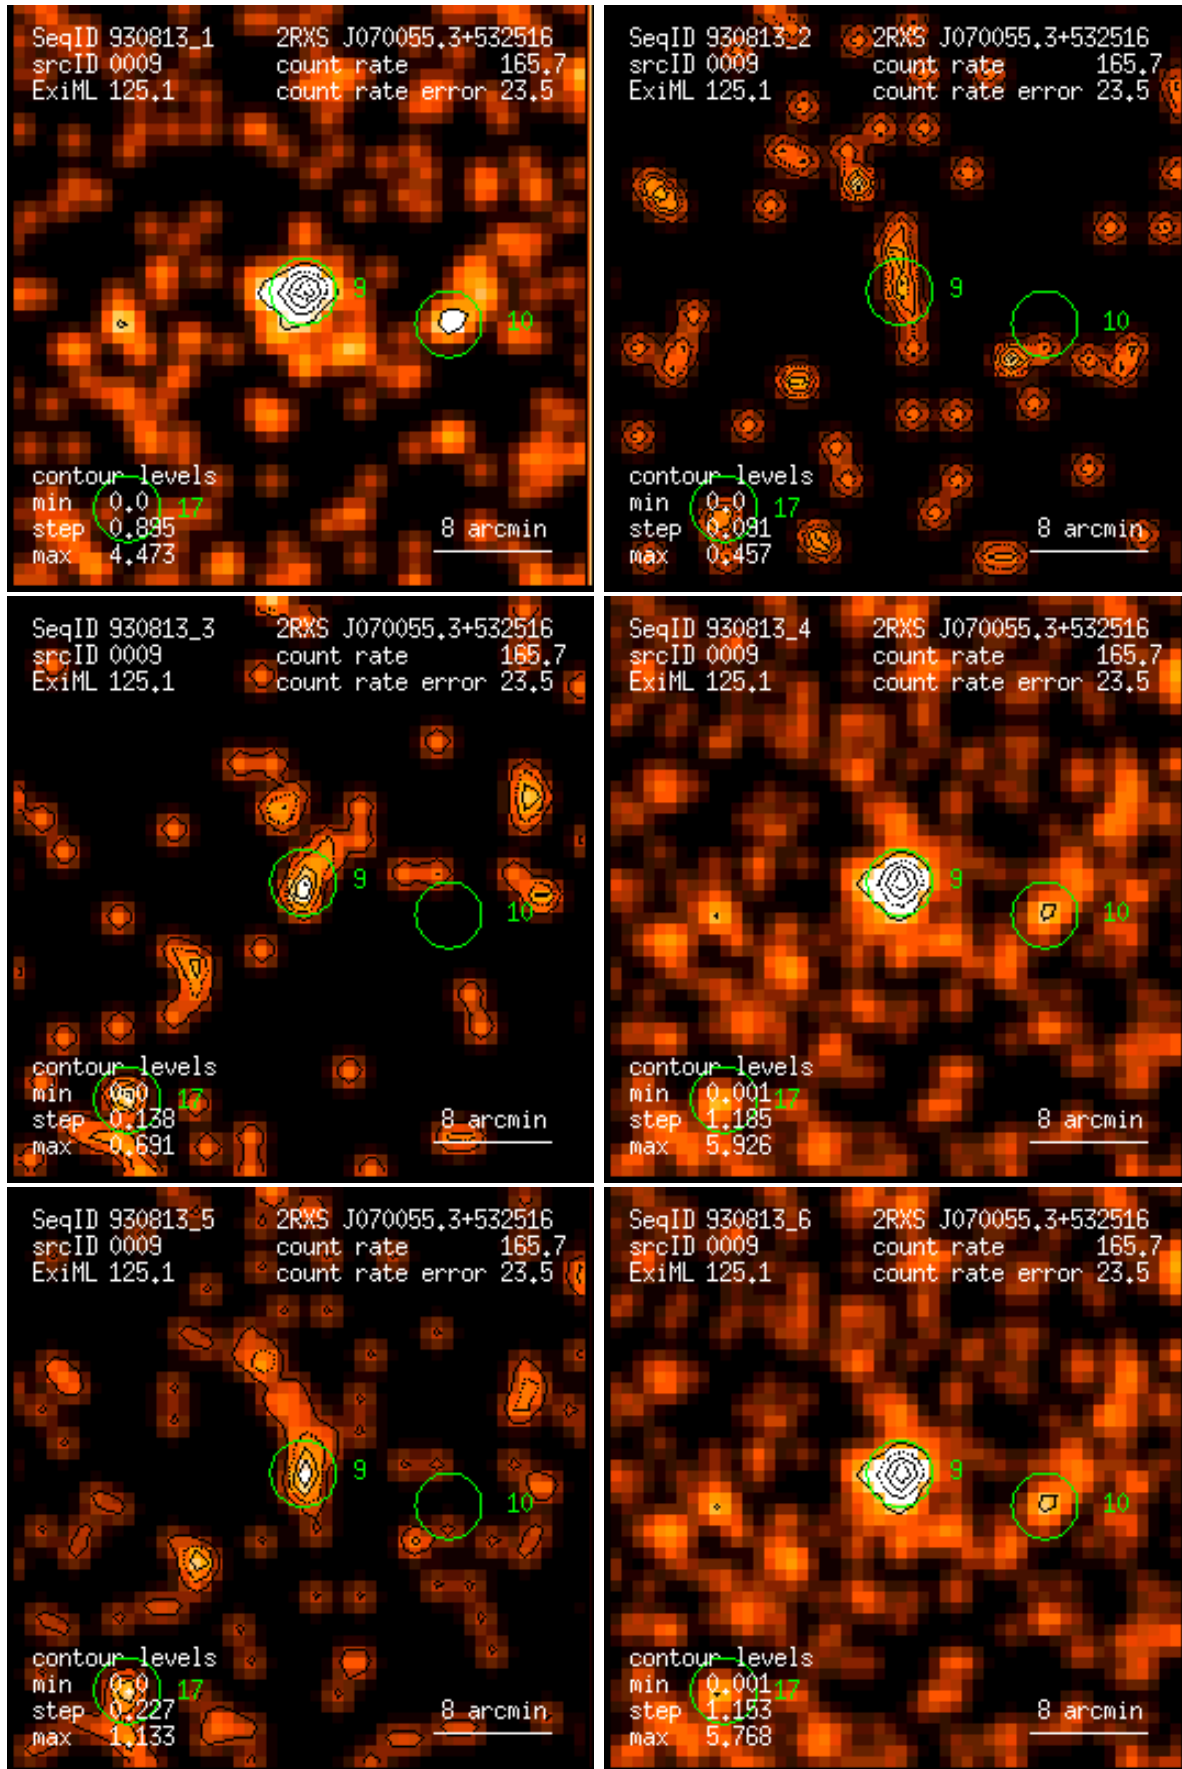 SeqID 930813_1 2RXS J070055.3+532516
srcID 0009 count rate 165.7
ExiML 125.1 count rate error 23.5
9
10
contour levels
min 0.0
17
step 0.895
8 arcmin
max 4.473
SeqID 930813_2 2RXS J070055.3+532516
srcID 0009 count rate 165.7
ExiML 125.1 count rate error 23.5
9
10
contour levels
min 0.0
17
step 0.091
8 arcmin
max 0.457
SeqID 930813_3 2RXS J070055.3+532516
srcID 0009 count rate 165.7
ExiML 125.1 count rate error 23.5
9
10
contour levels
min 0.0
17
step 0.138
8 arcmin
max 0.691
SeqID 930813_4 2RXS J070055.3+532516
srcID 0009 count rate 165.7
ExiML 125.1 count rate error 23.5
9
10
contour levels
min 0.001
17
step 1.185
8 arcmin
max 5.926
SeqID 930813_5 2RXS J070055.3+532516
srcID 0009 count rate 165.7
ExiML 125.1 count rate error 23.5
9
10
contour levels
min 0.0
17
step 0.227
8 arcmin
max 1.133
SeqID 930813_6 2RXS J070055.3+532516
srcID 0009 count rate 165.7
ExiML 125.1 count rate error 23.5
9
10
contour levels
min 0.001
17
step 1.153
8 arcmin
max 5.768